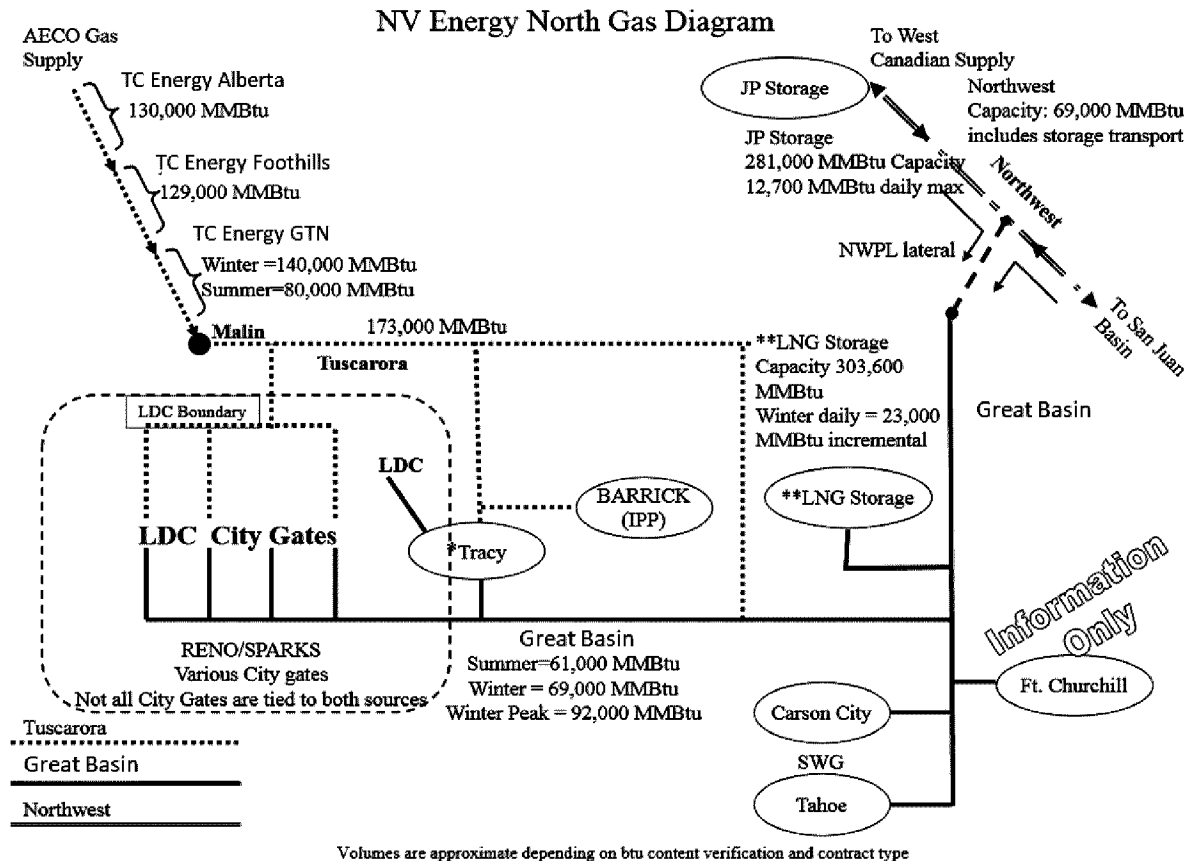 NV Energy North Gas Diagram
AECO Gas
Supply
TC Energy Alberta
130,000 MMBtu
TC Energy Foothills
129,000 MMBtu
TC Energy GTN
Winter =140,000 MMBtu
Summer=80,000 MMBtu
Malin
173,000 MMBtu
Tuscarora
To West
Canadian Supply
JP Storage
Northwest
Capacity: 69,000 MMBtu
includes storage transport
JP Storage
281,000 MMBtu Capacity
12,700 MMBtu daily max
Northwest
NWPL lateral
To San Juan
Basin
**LNG Storage
Capacity 303,600
MMBtu
Winter daily = 23,000
MMBtu incremental
Great Basin
LDC Boundary
LDC
LDC City Gates
*Tracy
BARRICK
(IPP)
**LNG Storage
Information
Only
RENO/SPARKS
Various City gates
Not all City Gates are tied to both sources
Great Basin
Summer=61,000 MMBtu
Winter = 69,000 MMBtu
Winter Peak = 92,000 MMBtu
Ft. Churchill
Carson City
SWG
Tahoe
Tuscarora
Great Basin
Northwest
Volumes are approximate depending on btu content verification and contract type